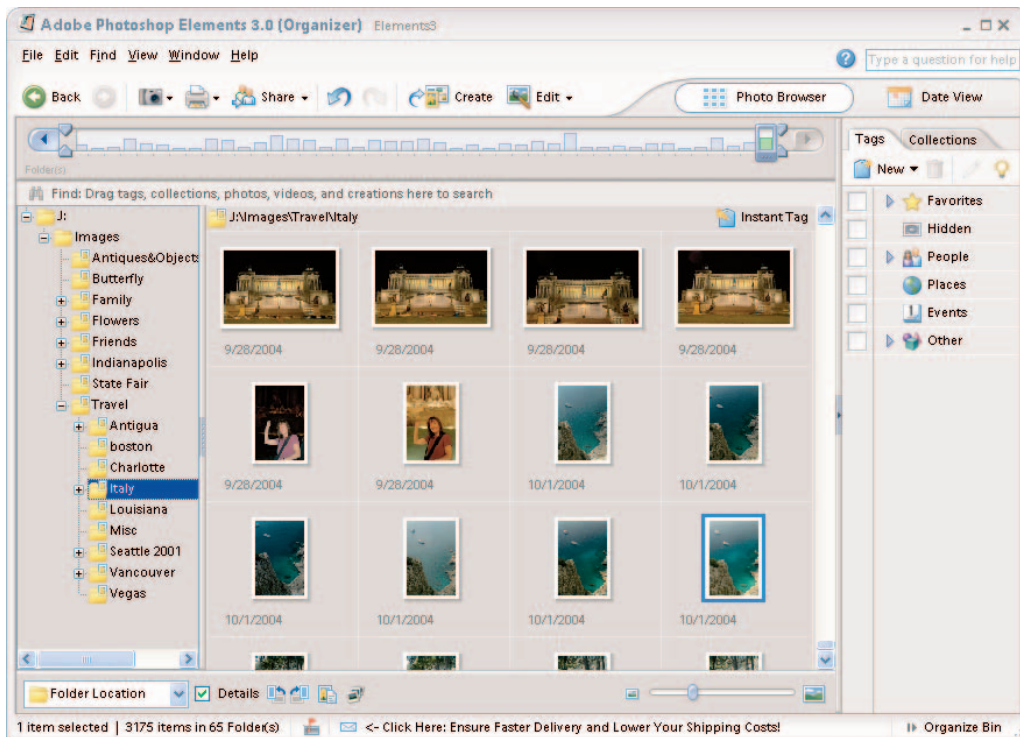 Adobe Photoshop Elements 3.0 (Organizer) Elements3
File Edit Find View Window Help
Type a question for help
Back Share Create Edit Photo Browser Date View
Folder(s)
Tags Collections
New
Find: Drag tags, collections, photos, videos, and creations here to search
J:
Images
Antiques&Objects
Butterfly
Family
Flowers
Friends
Indianapolis
State Fair
Travel
Antigua
boston
Charlotte
Italy
Louisiana
Misc
Seattle 2001
Vancouver
Vegas
J:\Images\Travel\Italy Instant Tag
9/28/2004 9/28/2004 9/28/2004 9/28/2004
9/28/2004 9/28/2004 10/1/2004 10/1/2004
10/1/2004 10/1/2004 10/1/2004 10/1/2004
Favorites
Hidden
People
Places
Events
Other
Folder Location Details
1 item selected | 3175 items in 65 Folder(s) <- Click Here: Ensure Faster Delivery and Lower Your Shipping Costs! Organize Bin